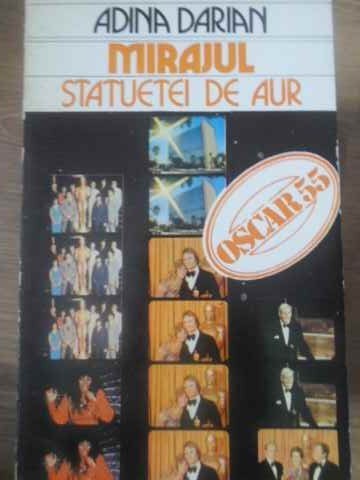 ADINA DARIAN
MIRAJUL
STATUETEI DE AUR
OSCAR 55